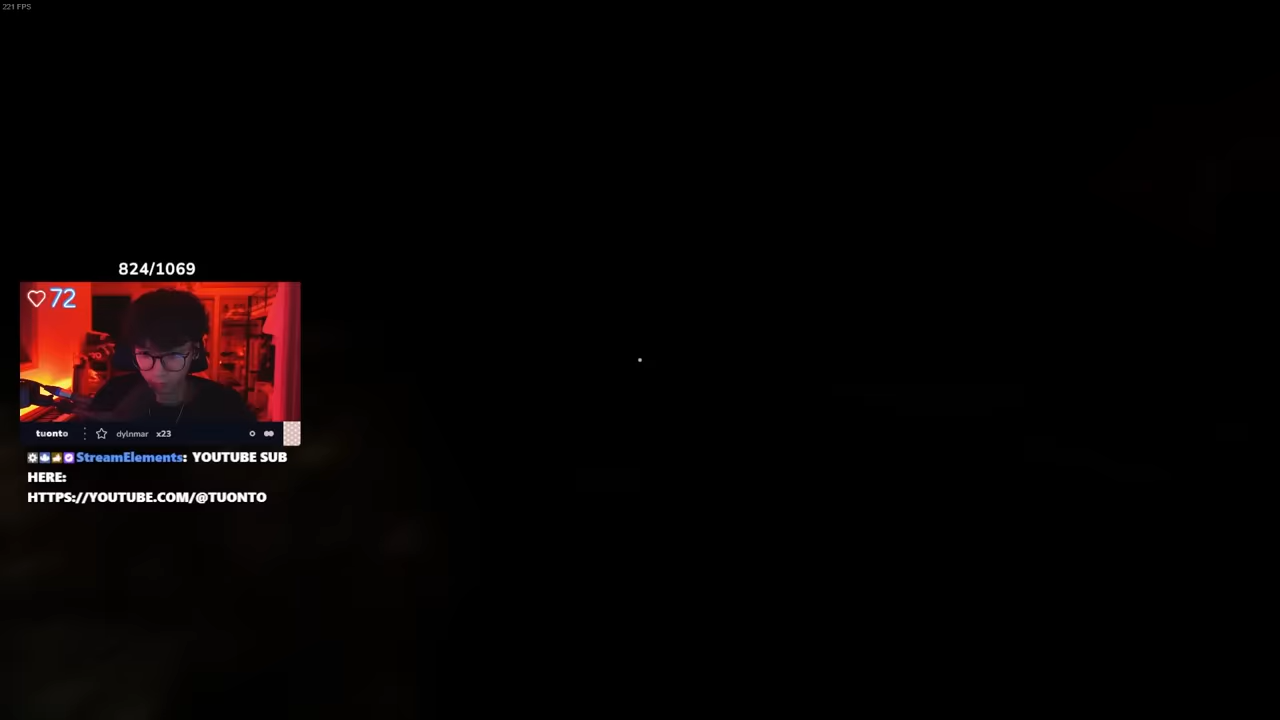 221 FPS
824/1069
72
tuonto : dylnmar x23
StreamElements: YOUTUBE SUB
HERE:
HTTPS://YOUTUBE.COM/@TUONTO